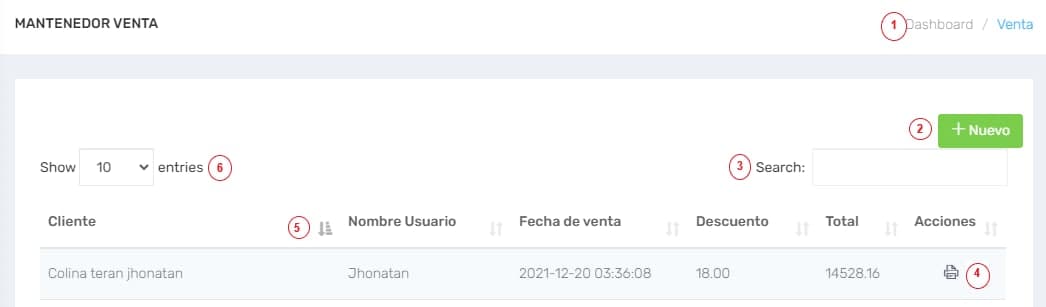 MANTENEDOR VENTA
1 Dashboard / Venta
2 + Nuevo
Show 10 entries 6 3 Search:
Cliente 5 Nombre Usuario Fecha de venta Descuento Total Acciones
Colina teran jhonatan Jhonatan 2021-12-20 03:36:08 18.00 14528.16 4